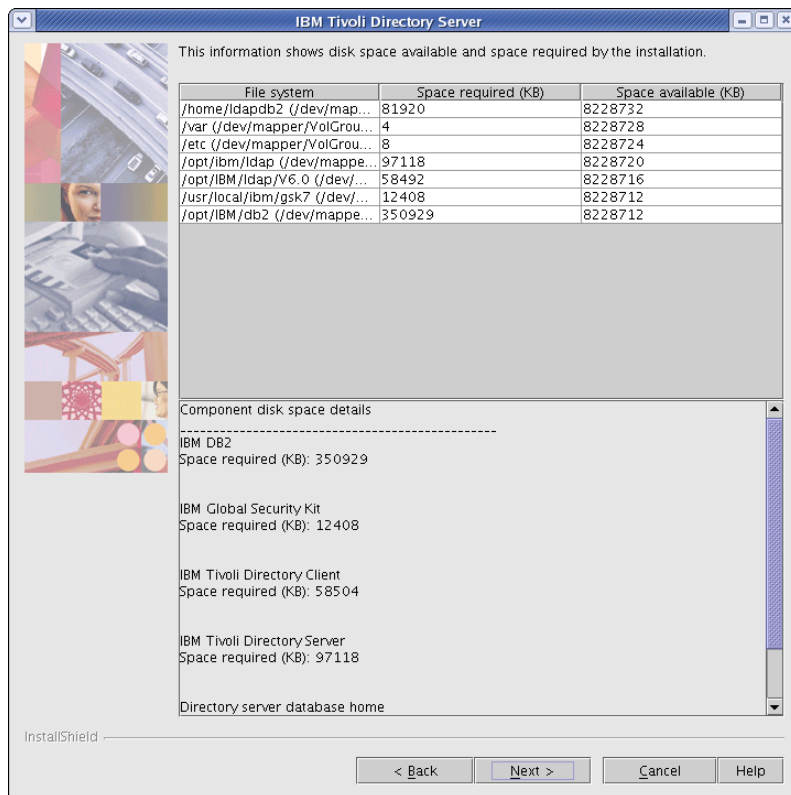 IBM Tivoli Directory Server
This information shows disk space available and space required by the installation.
File system Space required (KB) Space available (KB)
/home/ldapdb2 (/dev/map... 81920 8228732
/var (/dev/mapper/VolGrou... 4 8228728
/etc (/dev/mapper/VolGrou... 8 8228724
/opt/ibm/ldap (/dev/mappe... 97118 8228720
/opt/IBM/ldap/V6.0 (/dev/... 58492 8228716
/usr/local/ibm/gsk7 (/dev/... 12408 8228712
/opt/IBM/db2 (/dev/mappe... 350929 8228712
Component disk space details
------------------------------------------------
IBM DB2
Space required (KB): 350929
IBM Global Security Kit
Space required (KB): 12408
IBM Tivoli Directory Client
Space required (KB): 58504
IBM Tivoli Directory Server
Space required (KB): 97118
Directory server database home
InstallShield
< Back Next > Cancel Help